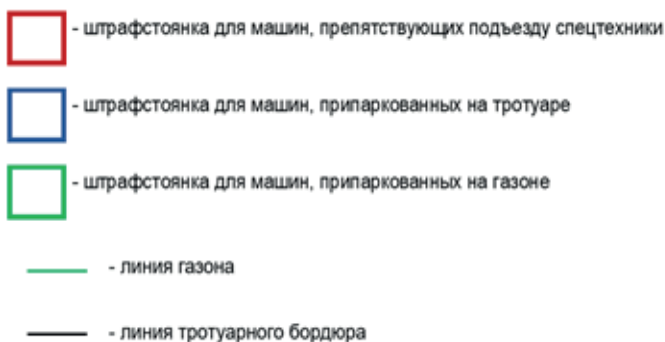 - штрафстоянка для машин, препятствующих подъезду спецтехники
- штрафстоянка для машин, припаркованных на тротуаре
- штрафстоянка для машин, припаркованных на газоне
- линия газона
- линия тротуарного бордюра